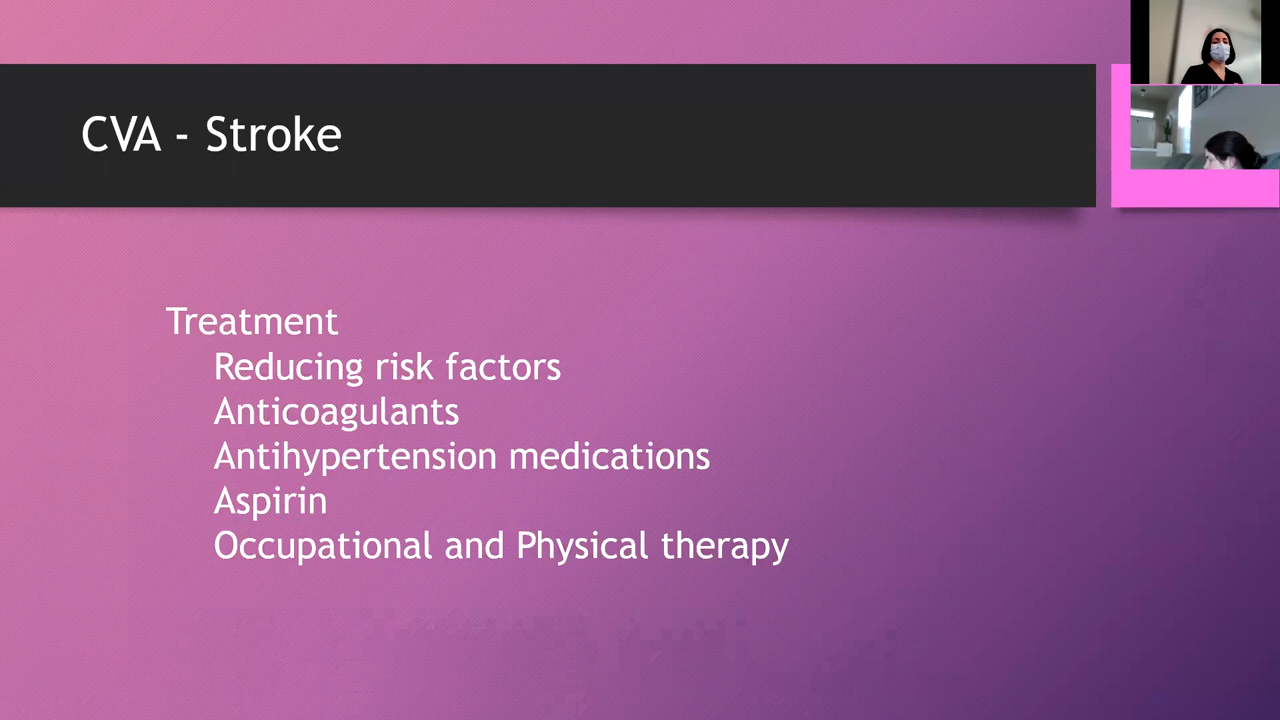 CVA - Stroke
Treatment
Reducing risk factors
Anticoagulants
Antihypertension medications
Aspirin
Occupational and Physical therapy